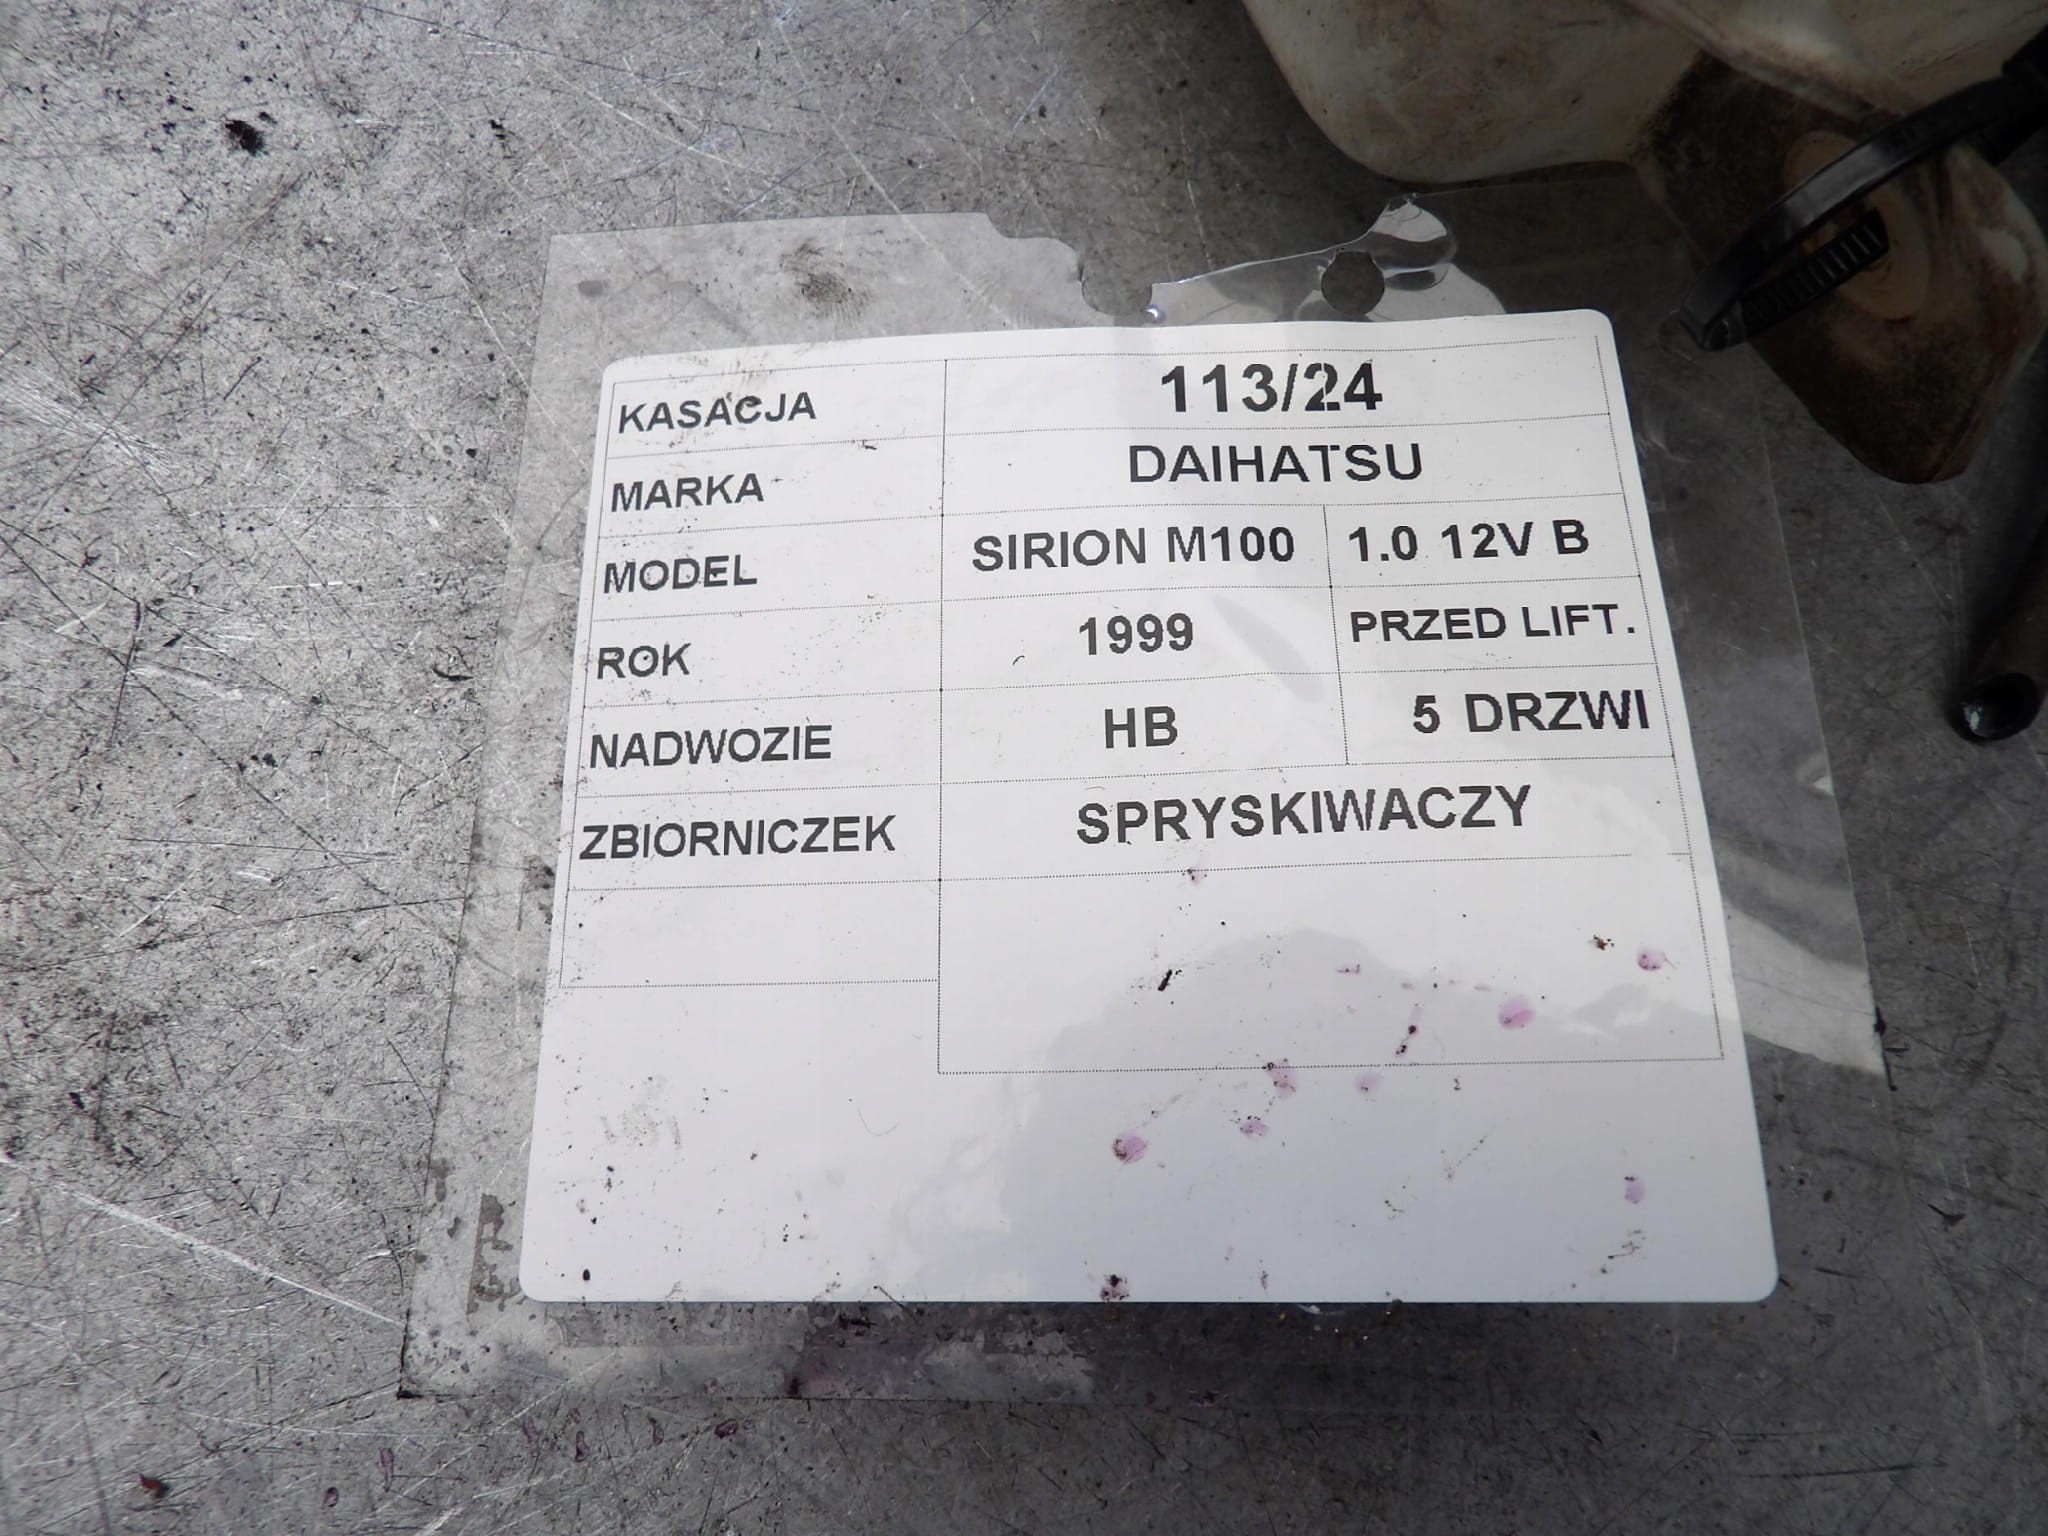 KASACJA 113/24
MARKA DAIHATSU
MODEL SIRION M100 1.0 12V B
ROK 1999 PRZED LIFT.
NADWOZIE HB 5 DRZWI
ZBIORNICZEK SPRYSKIWACZY